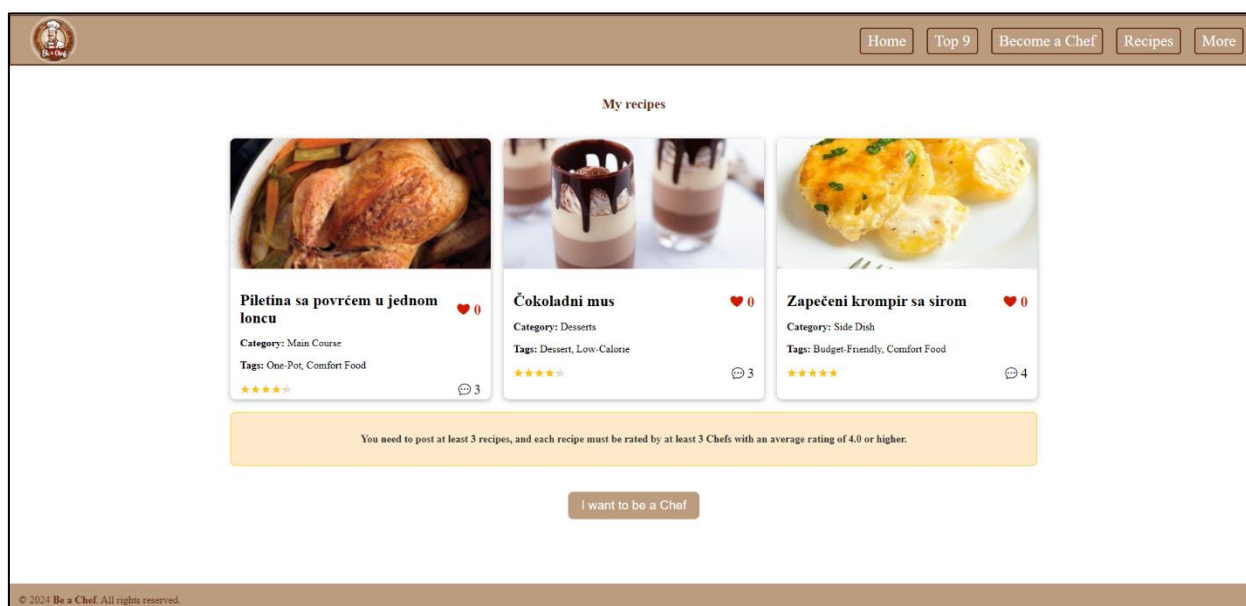 Be a Chef
Home
Top 9
Become a Chef
Recipes
More
My recipes
Piletina sa povrćem u jednom
loncu
0
Category: Main Course
Tags: One-Pot, Comfort Food
3
Čokoladni mus
0
Category: Desserts
Tags: Dessert, Low-Calorie
3
Zapečeni krompir sa sirom
0
Category: Side Dish
Tags: Budget-Friendly, Comfort Food
4
You need to post at least 3 recipes, and each recipe must be rated by at least 3 Chefs with an average rating of 4.0 or higher.
I want to be a Chef
© 2024 Be a Chef. All rights reserved.